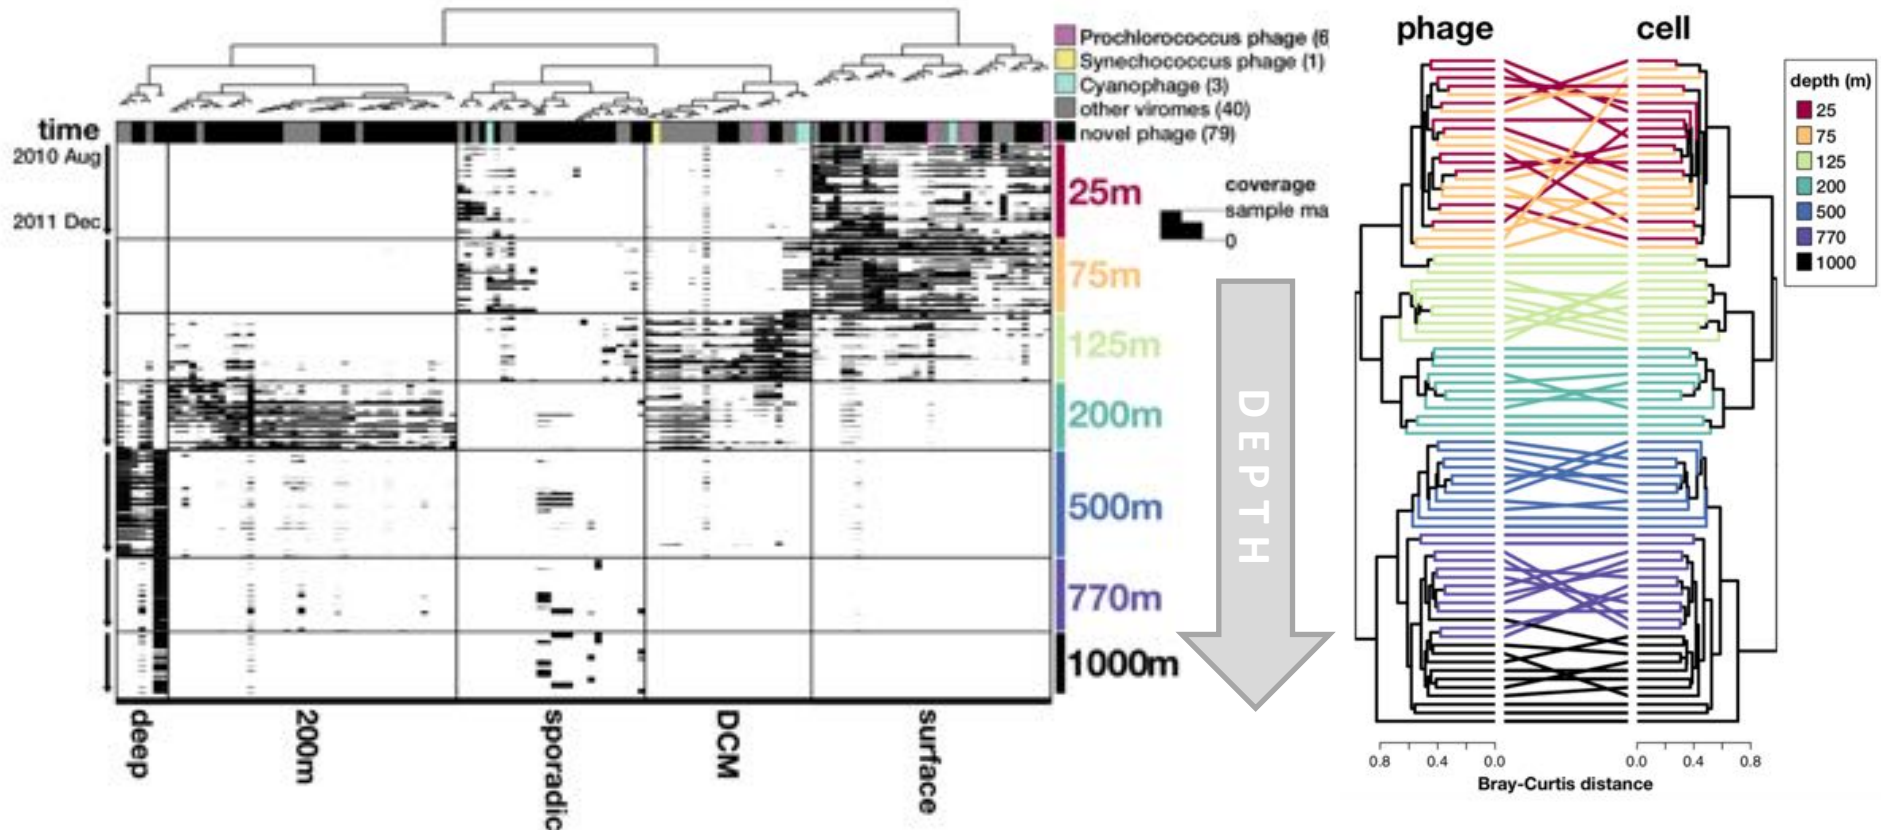 Prochlorococcus phage (6
Synechococcus phage (1)
Cyanophage (3)
other viromes (40)
novel phage (79)
time
2010 Aug
2011 Dec
25m
75m
125m
200m
500m
770m
1000m
coverage
sample ma
0
DEPTH
deep
200m
sporadic
DCM
surface
phage
cell
depth (m)
25
75
125
200
500
770
1000
0.8 0.4 0.0 0.0 0.4 0.8
Bray-Curtis distance